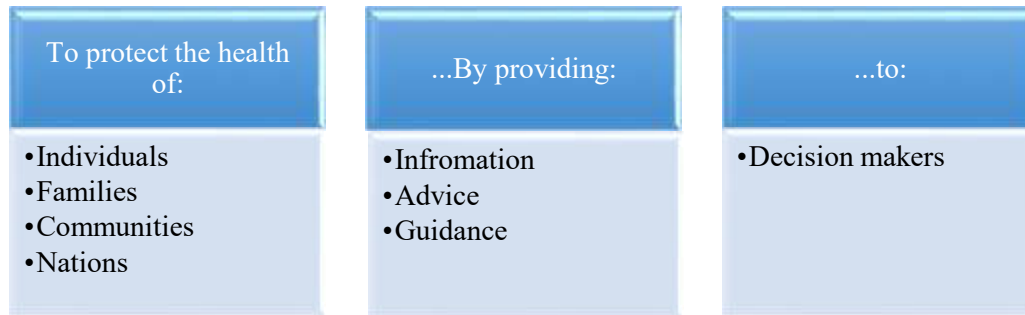 To protect the health
of:
•Individuals
•Families
•Communities
•Nations
...By providing:
•Infromation
•Advice
•Guidance
...to:
•Decision makers